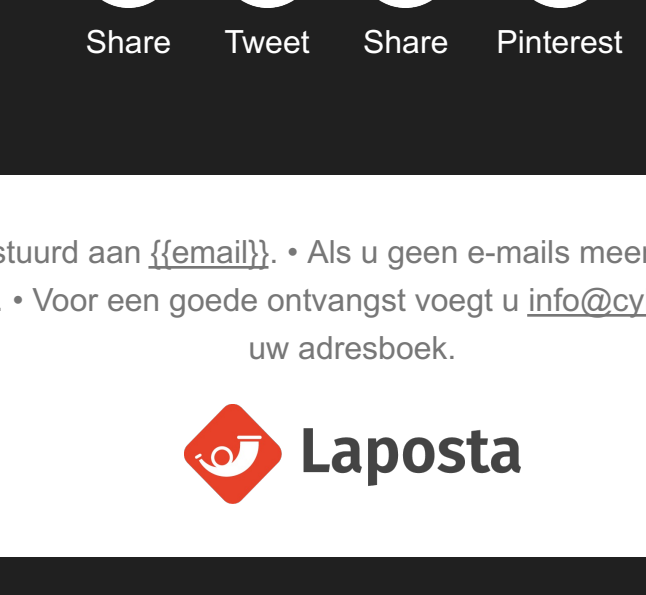 Share Tweet Share Pinterest
stuurd aan {{email}}. • Als u geen e-mails meer
. • Voor een goede ontvangst voegt u info@cy
uw adresboek.
Laposta